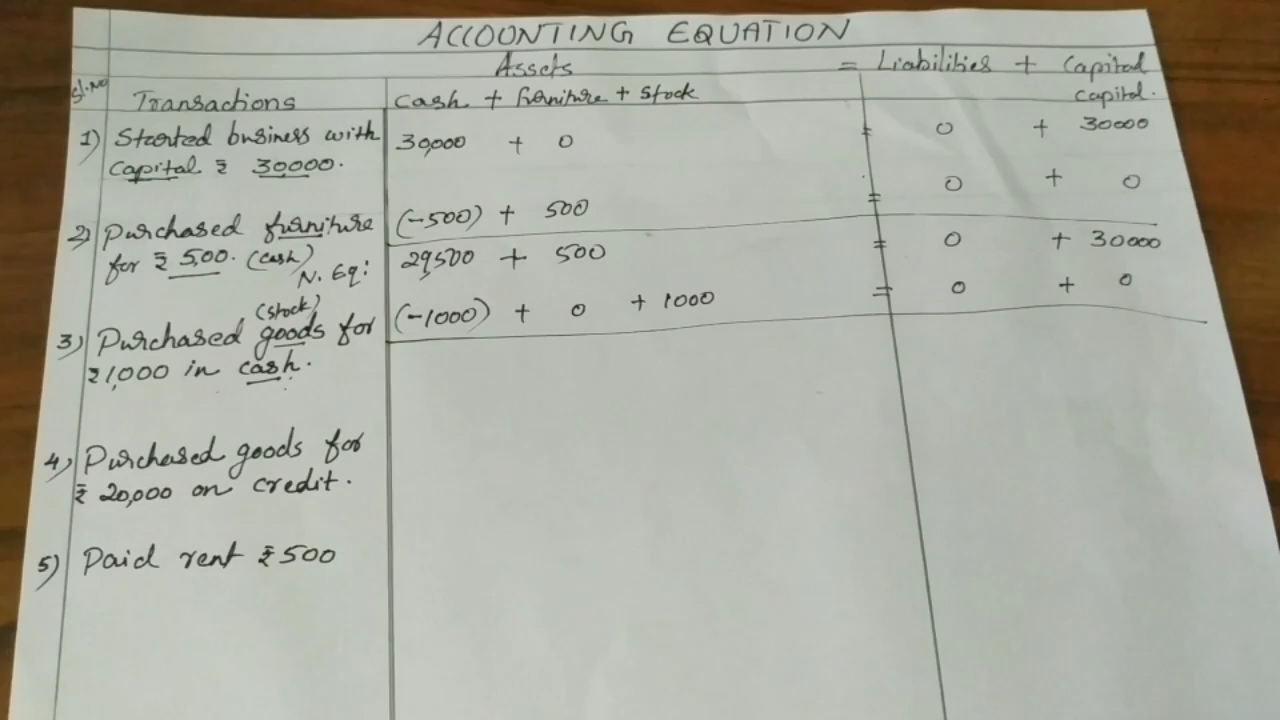 ACCOUNTING EQUATION
Assets = Liabilities + Capital
Sl.No Transactions Cash + Furniture + Stock Capital.
1) Started business with 30,000 + 0 = 0 + 30000
Capital ₹ 30000.
= 0 + 0
2) Purchased furniture (-500) + 500
for ₹ 5,00. (cash) 29,500 + 500 = 0 + 30000
N. Eq:
(stock) (-1000) + 0 + 1000 = 0 + 0
3) Purchased goods for
₹ 1,000 in cash.
4) Purchased goods for
₹ 20,000 on credit.
5) Paid rent ₹ 500